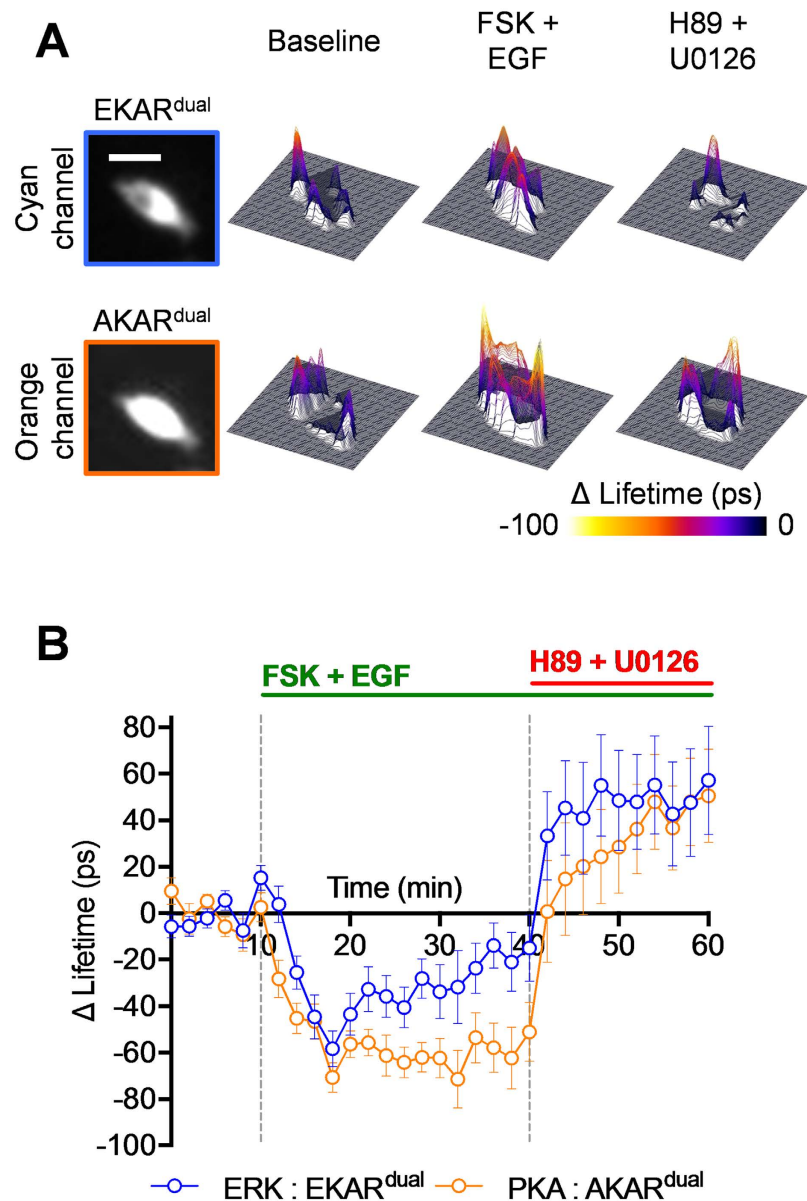 A
Baseline
FSK +
EGF
H89 +
U0126
EKARdual
Cyan
channel
AKARdual
Orange
channel
Δ Lifetime (ps)
-100
0
B
FSK + EGF
H89 + U0126
80
60
40
20
0
-20
-40
-60
-80
-100
Δ Lifetime (ps)
Time (min)
10
20
30
40
50
60
ERK : EKARdual
PKA : AKARdual